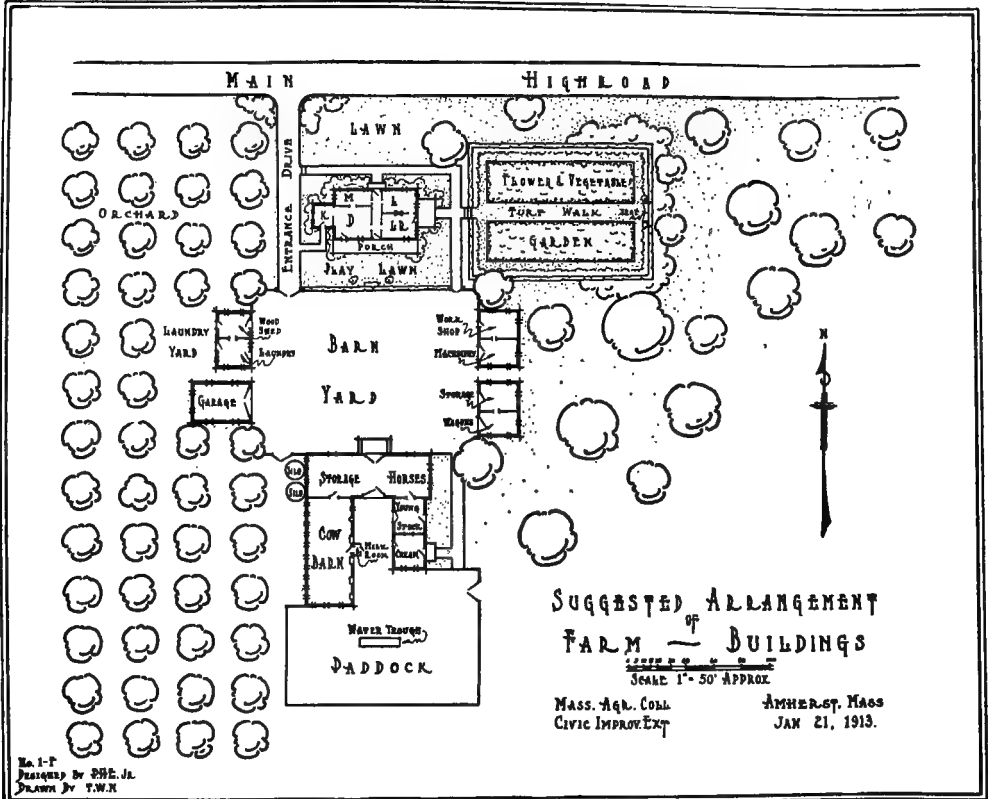 MAIN HIGHROAD
LAWN
ENTRANCE DRIVE
ORCHARD
M L
K D LR
PORCH
PLAY LAWN
FLOWER & VEGETABLE
TURF WALK SEAT
GARDEN
LAUNDRY
YARD
WOOD
SHED
LAUNDRY
GARAGE
BARN
YARD
WORK
SHOP
MACHINERY
STORAGE
WAGONS
SILO
SILO
STORAGE HORSES
YOUNG
STOCK
COW
BARN
MILK
ROOM
CREAM
WATER TROUGH
PADDOCK
N
SUGGESTED ARRANGEMENT
OF
FARM BUILDINGS
SCALE 1"= 50' APPROX
MASS. AGR. COLL
CIVIC IMPROV. EXT
AMHERST, MASS
JAN 21, 1913.
No. 1-F
DESIGNED BY
DRAWN BY T.W.N